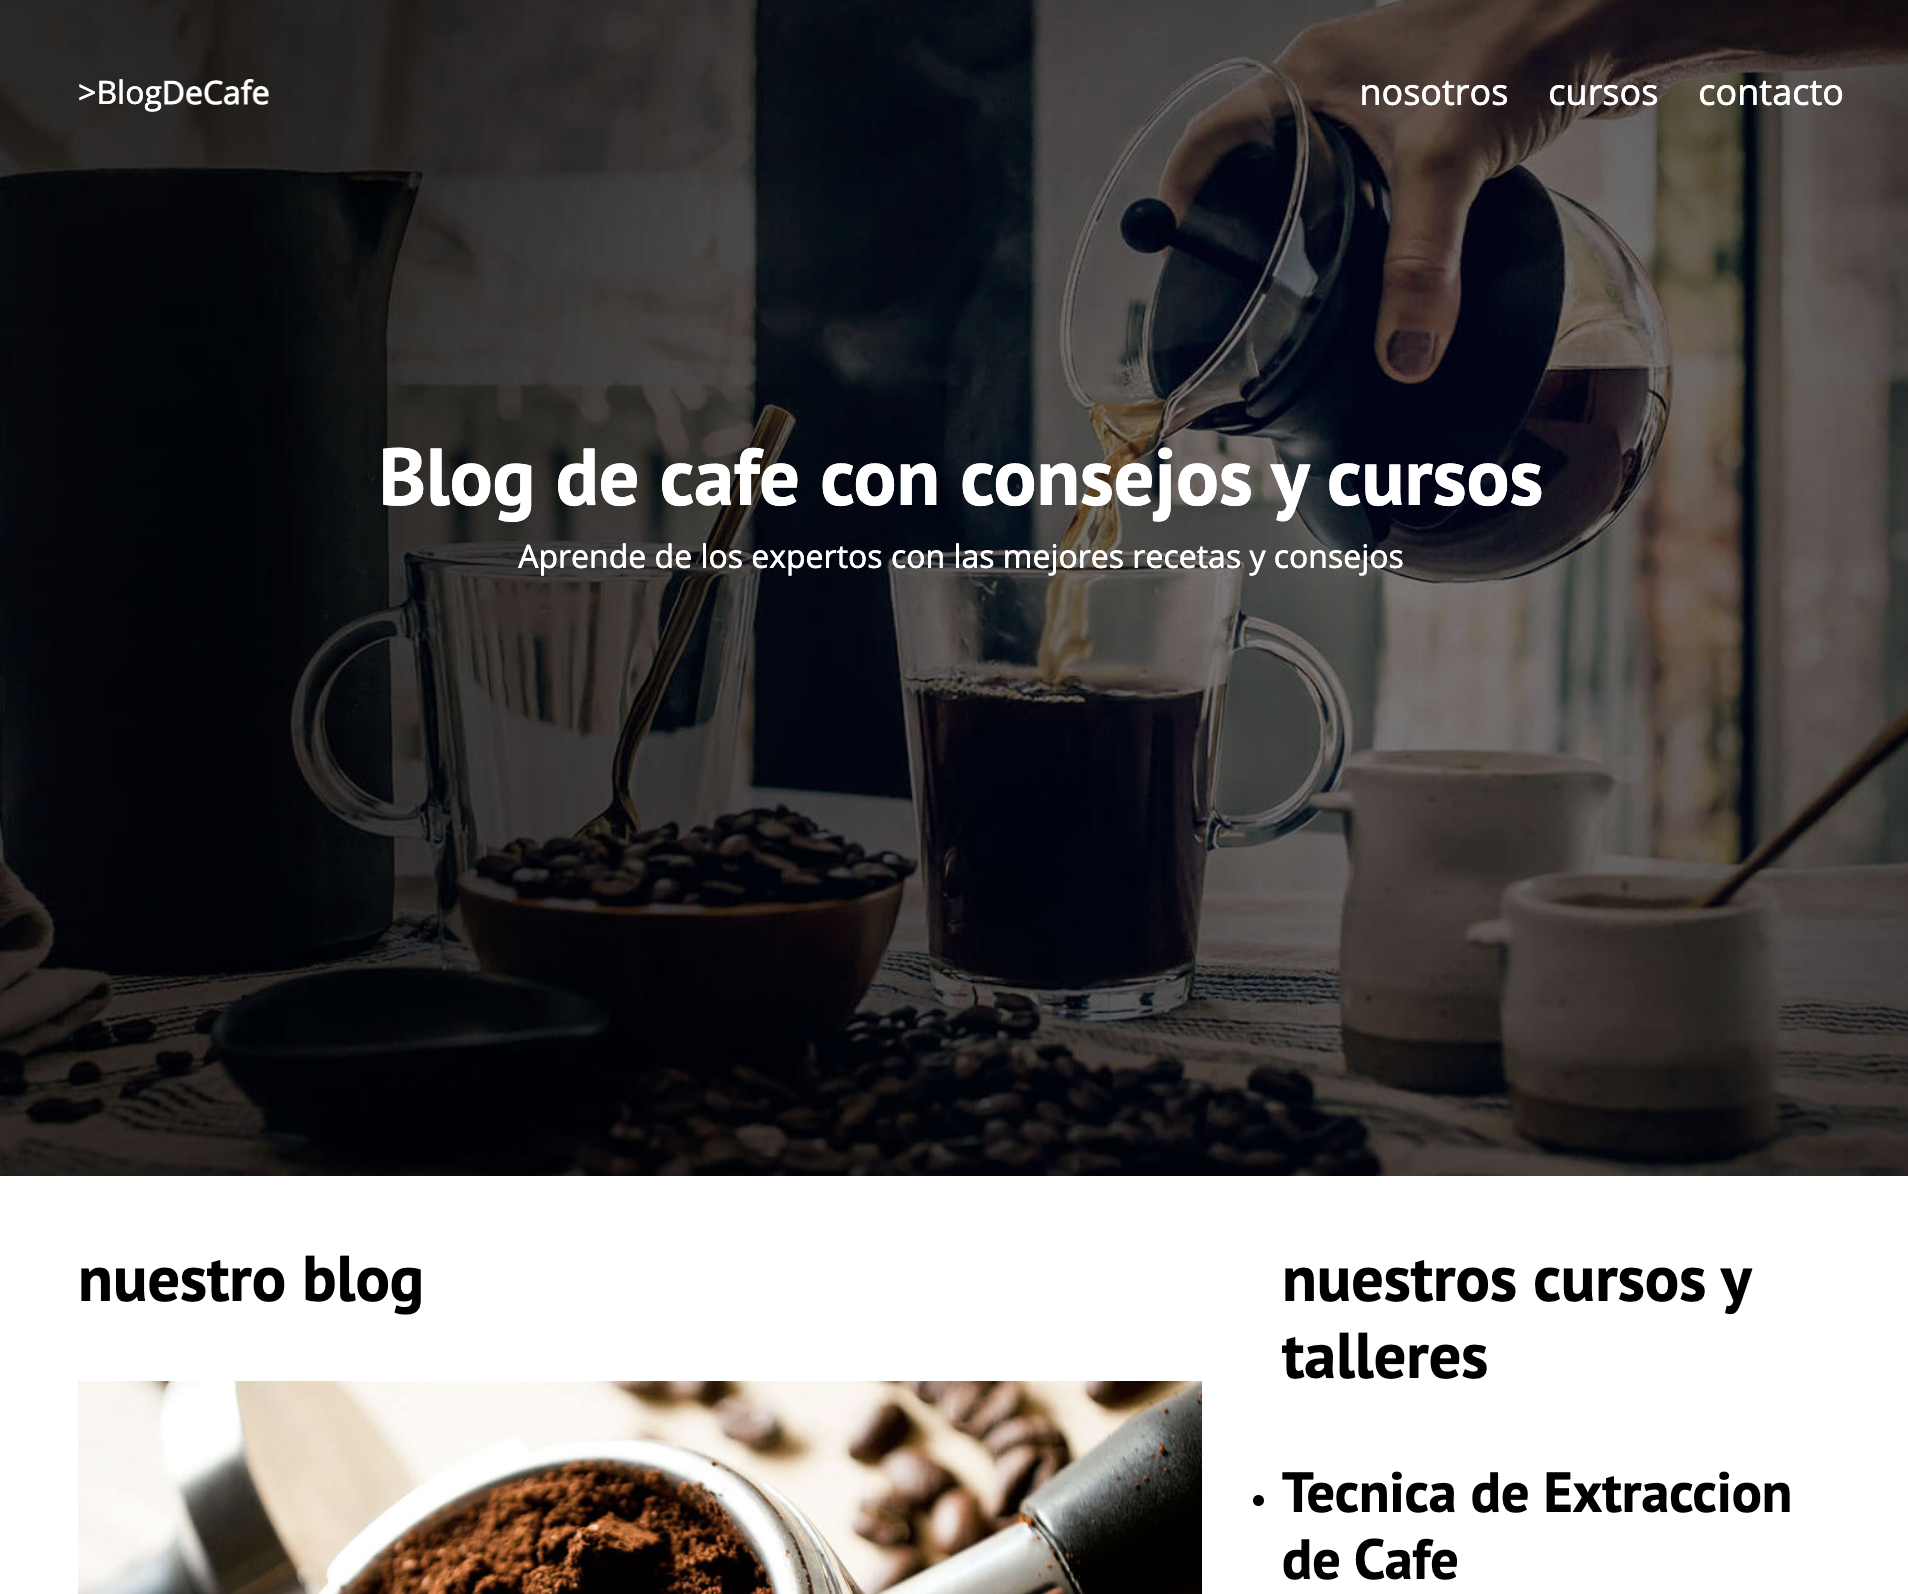 >BlogDeCafe
nosotros cursos contacto
Blog de cafe con consejos y cursos
Aprende de los expertos con las mejores recetas y consejos
nuestro blog
nuestros cursos y
talleres
• Tecnica de Extraccion
de Cafe